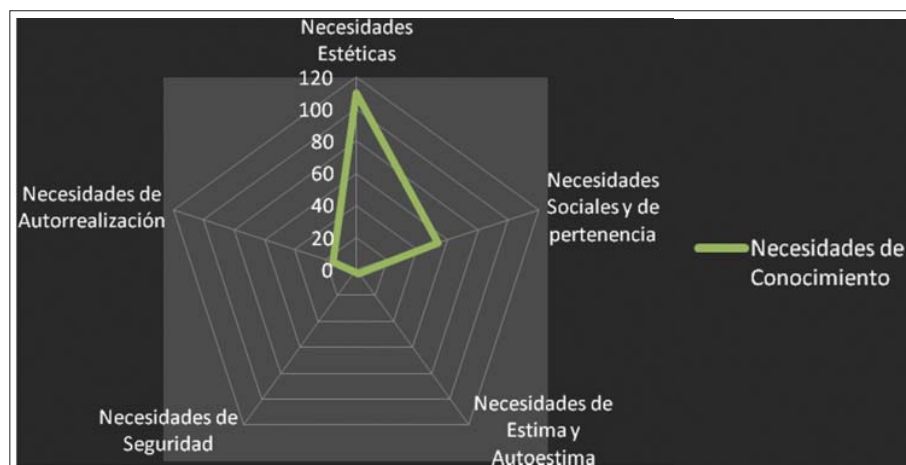 Necesidades
Estéticas
120
100
80
60
40
20
0
Necesidades de
Autorrealización
Necesidades
Sociales y de
pertenencia
Necesidades de
Conocimiento
Necesidades de
Seguridad
Necesidades de
Estima y
Autoestima